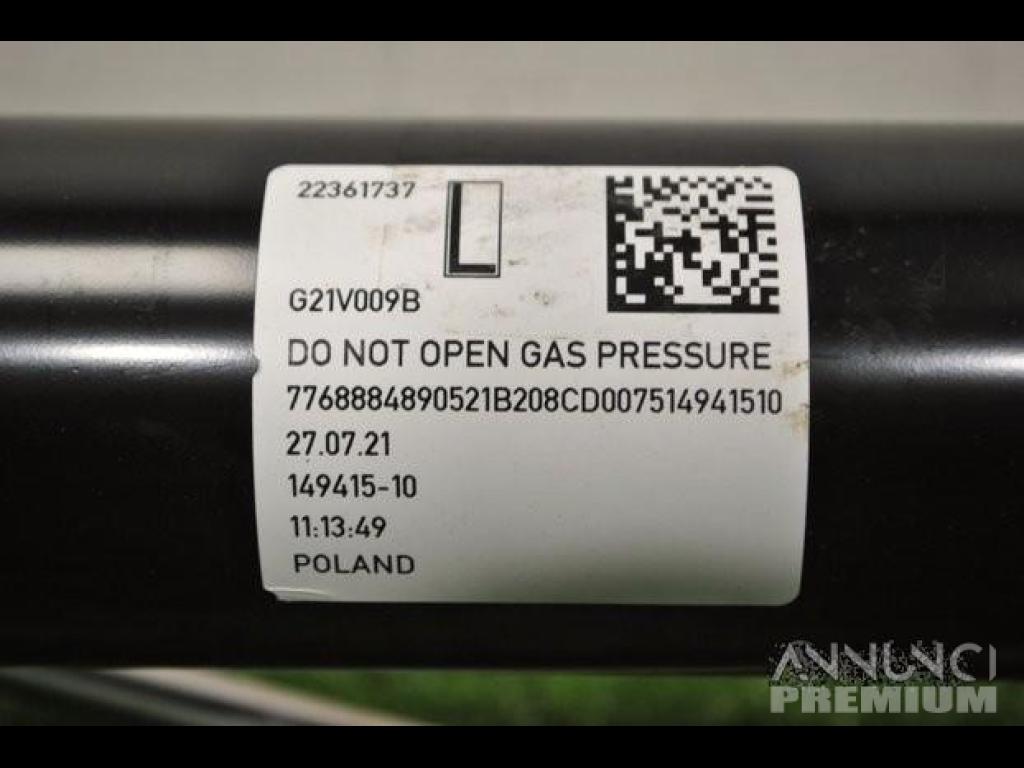 22361737
L
G21V009B
DO NOT OPEN GAS PRESSURE
7768884890521B208CD007514941510
27.07.21
149415-10
11:13:49
POLAND
ANNUNCI
PREMIUM